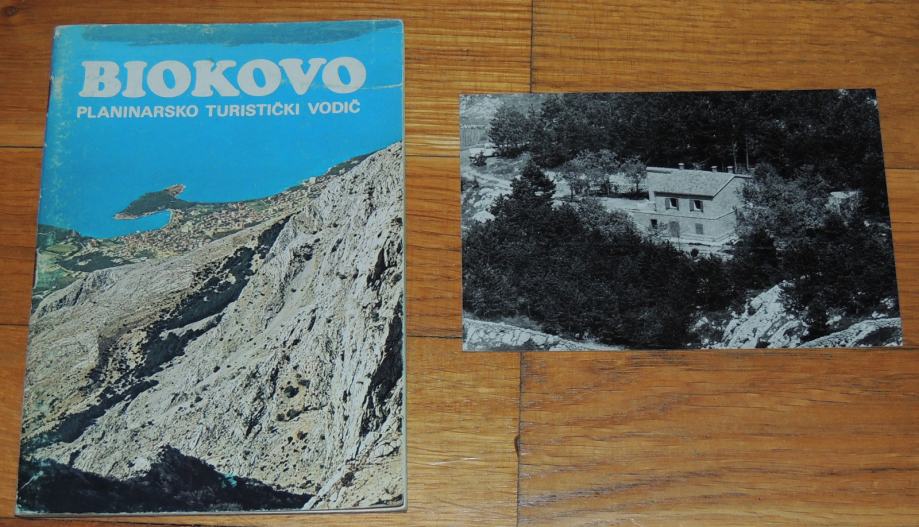 BIOKOVO
PLANINARSKO TURISTIČKI VODIČ